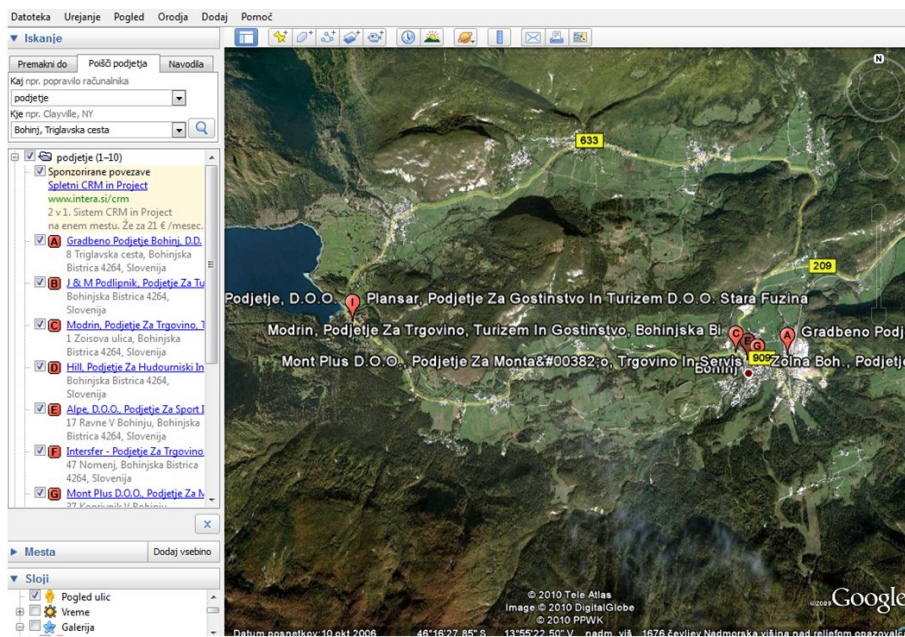 Datoteka Urejanje Pogled Orodja Dodaj Pomoč
Iskanje
Premakni do Poišči podjetja Navodila
Kaj npr. popravilo računalnika
podjetje
Kje npr. Clayville, NY
Bohinj, Triglavska cesta
podjetje (1–10)
Sponzorirane povezave
Spletni CRM in Project
www.intera.si/crm
2 v 1. Sistem CRM in Project
na enem mestu. Že za 21 € /mesec.
A Gradbeno Podjetje Bohinj, D.D.
8 Triglavska cesta, Bohinjska
Bistrica 4264, Slovenija
B J & M Podlipnik, Podjetje Za Tu
Bohinjska Bistrica 4264,
Slovenija
C Modrin, Podjetje Za Trgovino, T
1 Zoisova ulica, Bohinjska
Bistrica 4264, Slovenija
D Hill, Podjetje Za Hudourniski In
Bohinjska Bistrica 4264,
Slovenija
E Alpe, D.O.O., Podjetje Za Sport I
17 Ravne V Bohinju, Bohinjska
Bistrica 4264, Slovenija
F Intersfer - Podjetje Za Trgovino
47 Nomenj, Bohinjska Bistrica
4264, Slovenija
G Mont Plus D.O.O., Podjetje Za M
37 Koprivnik V Bohinju
Mesta Dodaj vsebino
Sloji
Pogled ulic
Vreme
Galerija
N
633
209
Podjetje, D.O.O. I Plansar, Podjetje Za Gostinstvo In Turizem D.O.O. Stara Fuzina
Modrin, Podjetje Za Trgovino, Turizem In Gostinstvo, Bohinjska Bi C E G A Gradbeno Podj
Mont Plus D.O.O., Podjetje Za Monta&#00382;o, Trgovino In Servis 909 Zolna Boh., Podjetje
Bohinj
© 2010 Tele Atlas
Image © 2010 DigitalGlobe
© 2010 PPWK
©2009 Google
Datum posnetkov: 10 okt 2006 46°16'27.85" S 13°55'22.50" V nadm. viš. 1676 čevljev Nadmorska višina nad reliefom opazoval